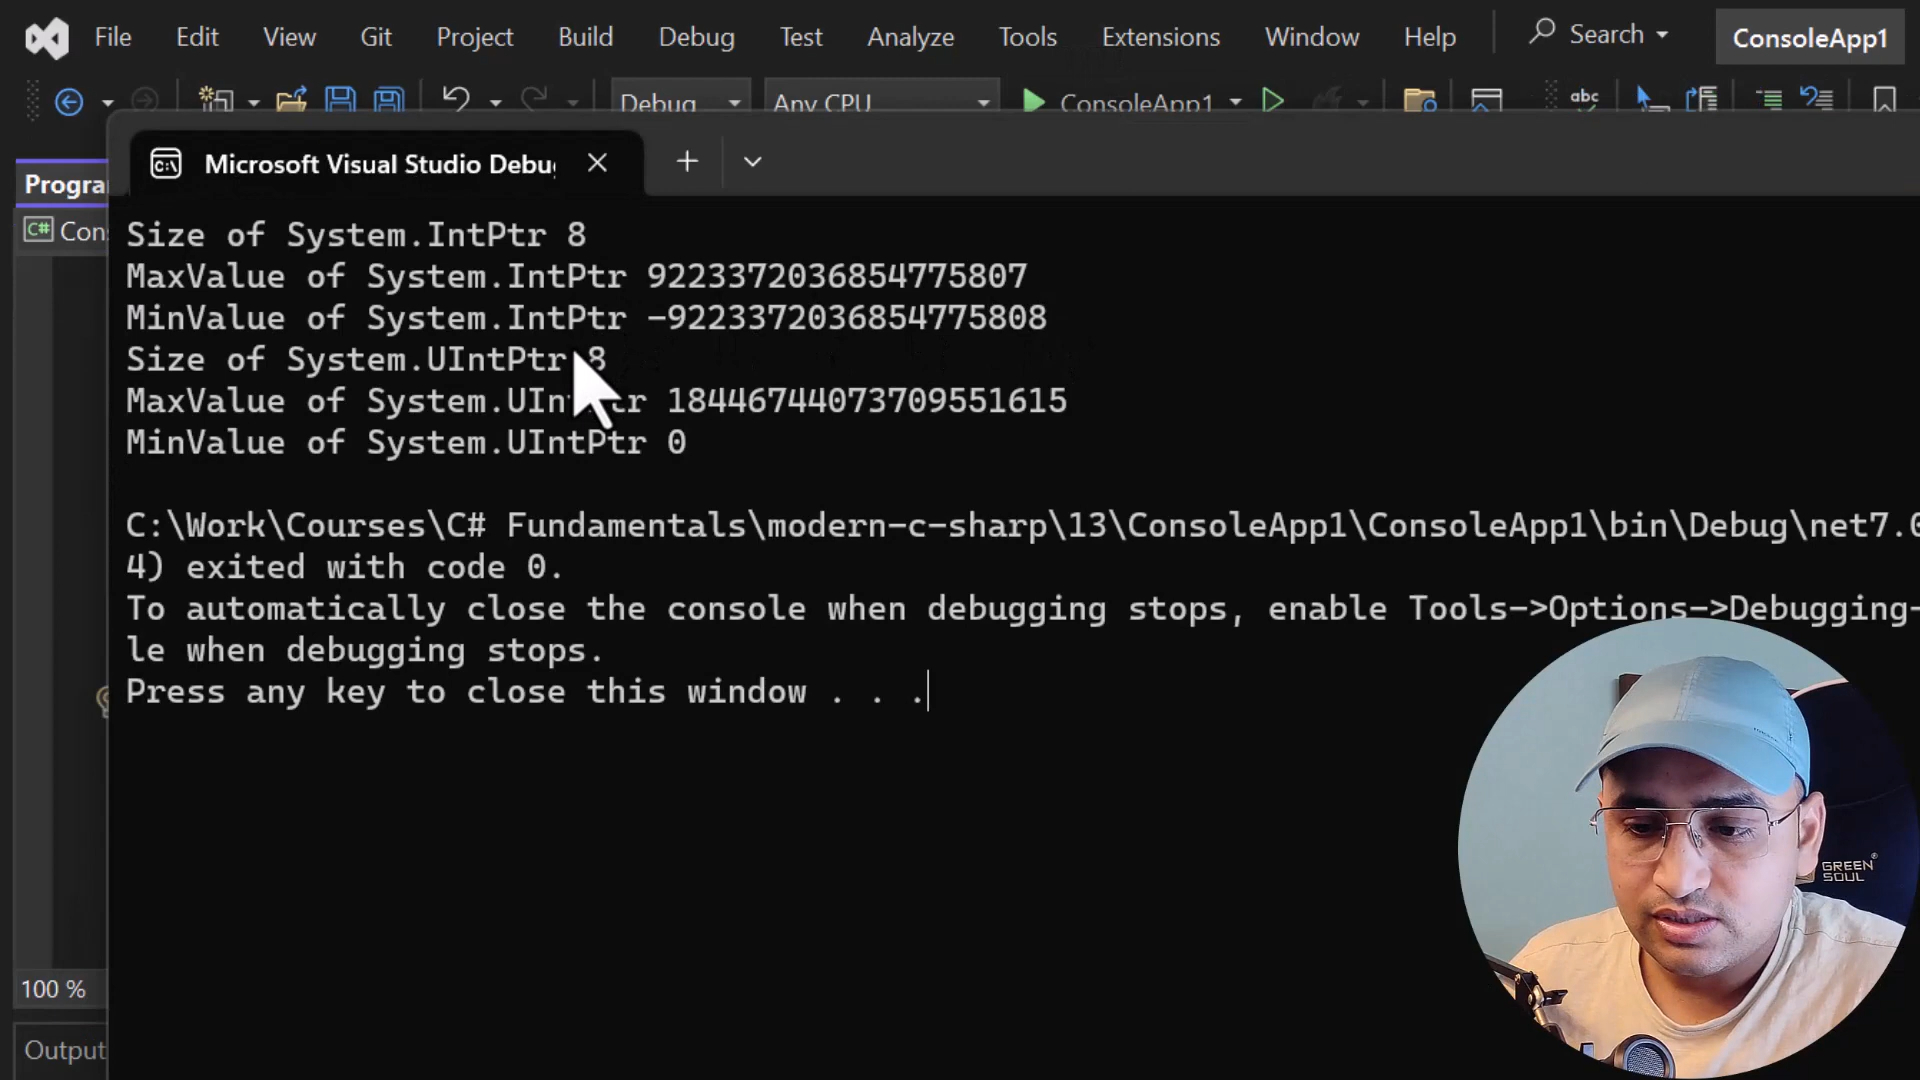 File Edit View Git Project Build Debug Test Analyze Tools Extensions Window Help Search ConsoleApp1
Debug Any CPU ConsoleApp1 abc
C:\ Microsoft Visual Studio Debu
Progra
C# Con
Size of System.IntPtr 8
MaxValue of System.IntPtr 9223372036854775807
MinValue of System.IntPtr -9223372036854775808
Size of System.UIntPtr 8
MaxValue of System.UIntPtr 18446744073709551615
MinValue of System.UIntPtr 0
C:\Work\Courses\C# Fundamentals\modern-c-sharp\13\ConsoleApp1\ConsoleApp1\bin\Debug\net7.0
4) exited with code 0.
To automatically close the console when debugging stops, enable Tools->Options->Debugging-
le when debugging stops.
Press any key to close this window . . .
GREEN
SOUL
100 %
Output